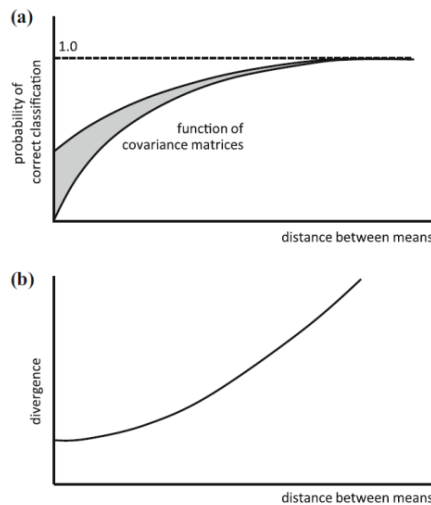 (a)
1.0
probability of
correct classification
function of
covariance matrices
distance between means
(b)
divergence
distance between means